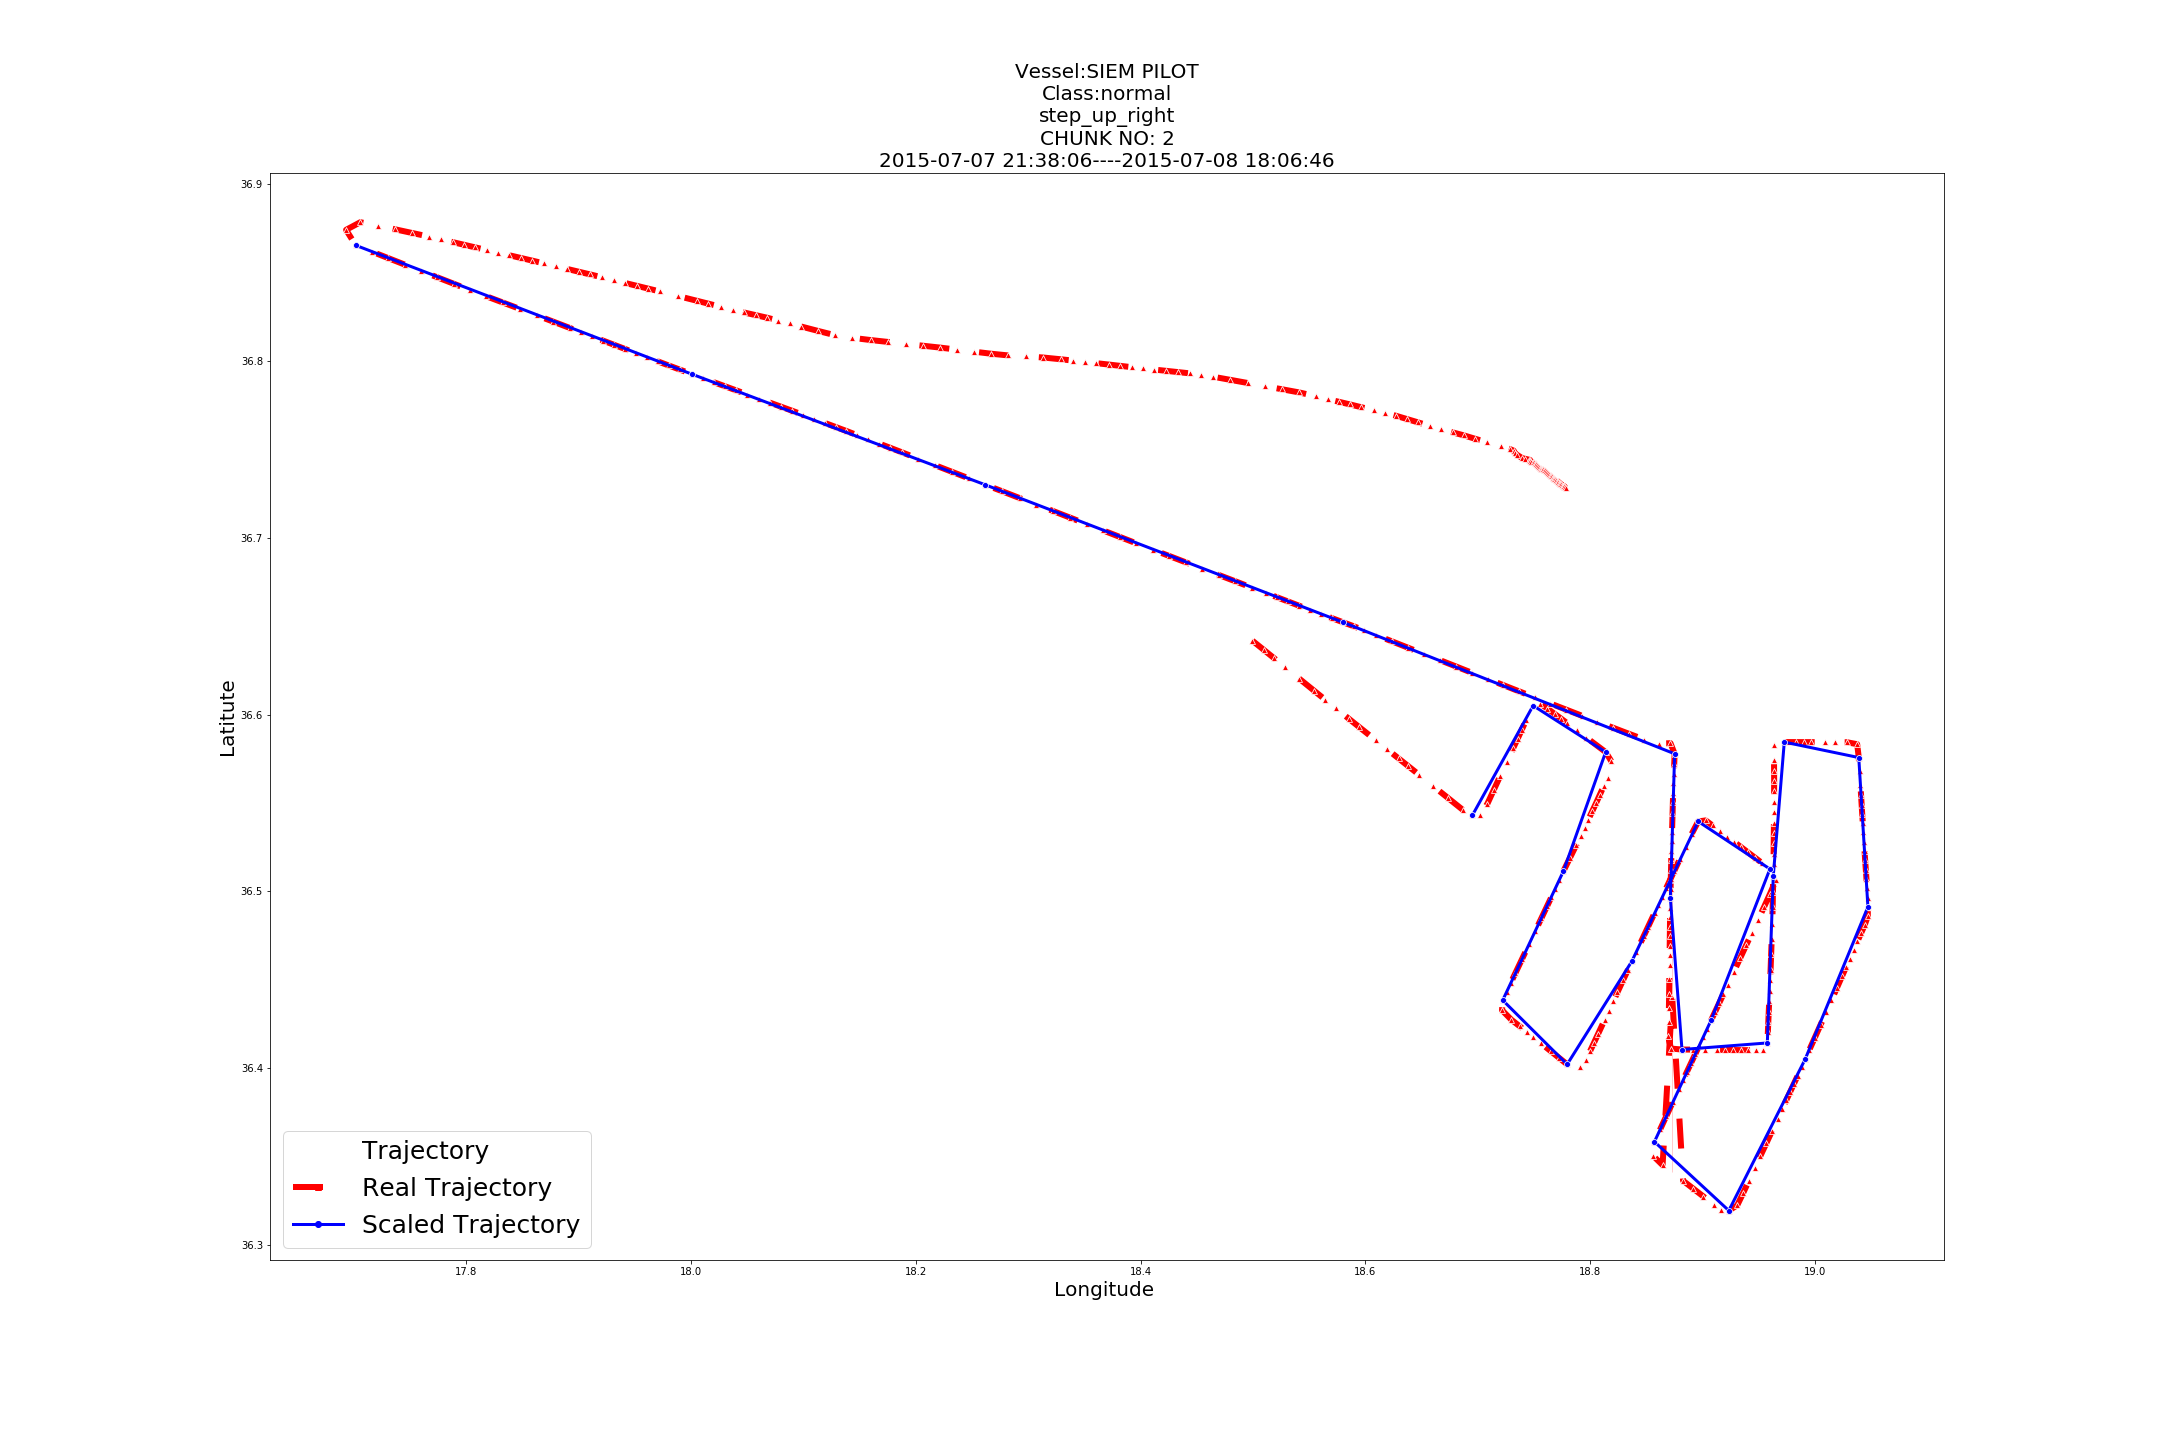 Vessel:SIEM PILOT
Class:normal
step_up_right
CHUNK NO: 2
2015-07-07 21:38:06----2015-07-08 18:06:46
36.9
36.8
36.7
36.6
36.5
36.4
36.3
Latitute
Trajectory
Real Trajectory
Scaled Trajectory
17.8 18.0 18.2 18.4 18.6 18.8 19.0
Longitude